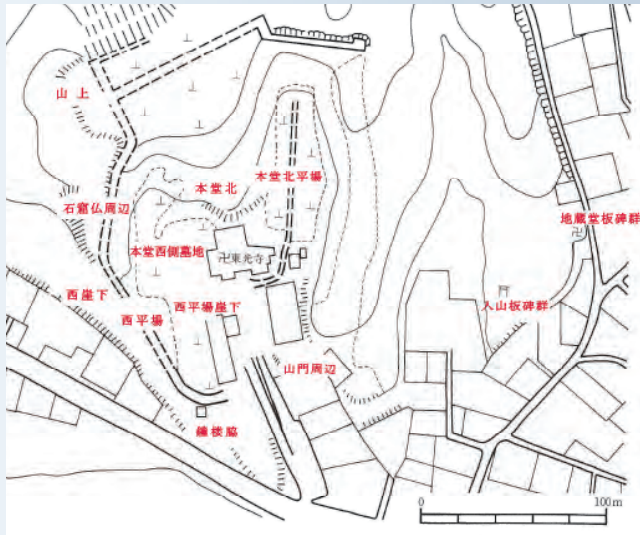 山上
本堂北
本堂北平場
石窟仏周辺
地蔵堂板碑群
卍
本堂西側墓地
卍東光寺
西崖下
西平場
西平場崖下
入山板碑群
山門周辺
鐘楼脇
0
100m